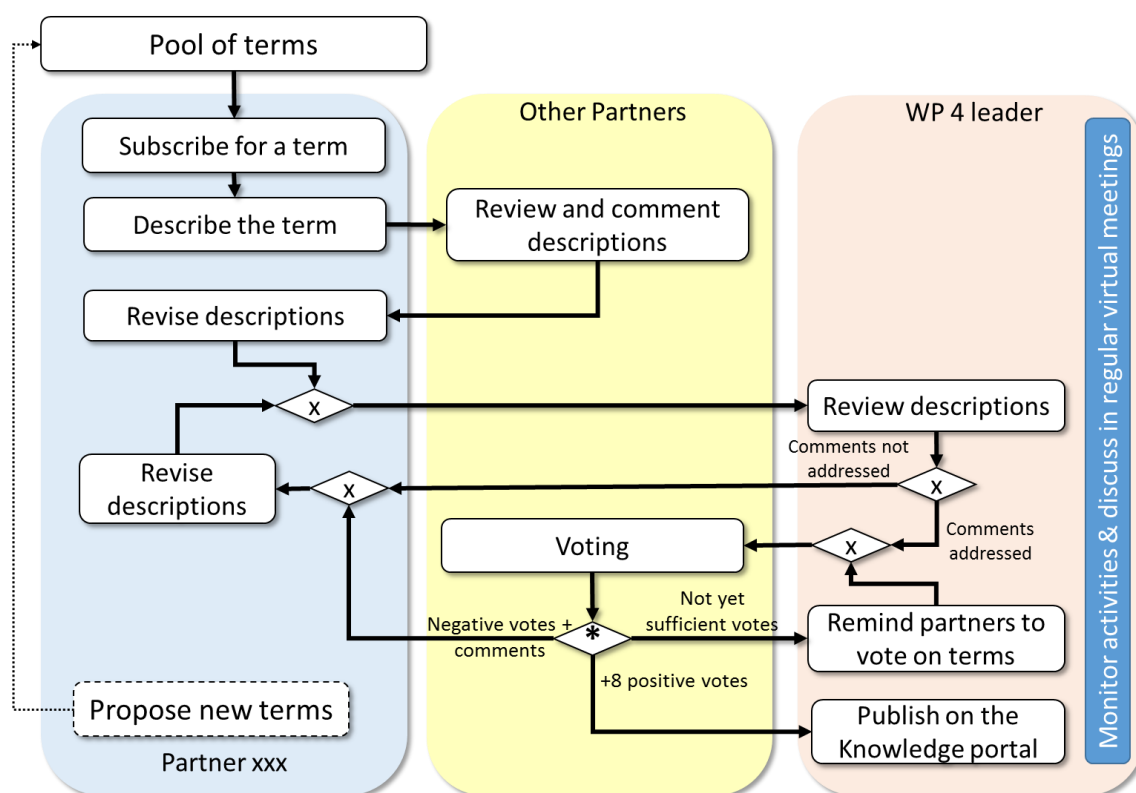 Pool of terms
Other Partners
WP 4 leader
Subscribe for a term
Describe the term
Review and comment
descriptions
Revise descriptions
x
Review descriptions
Comments not
addressed
Revise
descriptions
x
x
Comments
addressed
Voting
x
Negative votes +
comments
*
Not yet
sufficient votes
Remind partners to
vote on terms
+8 positive votes
Propose new terms
Publish on the
Knowledge portal
Partner xxx
Monitor activities & discuss in regular virtual meetings